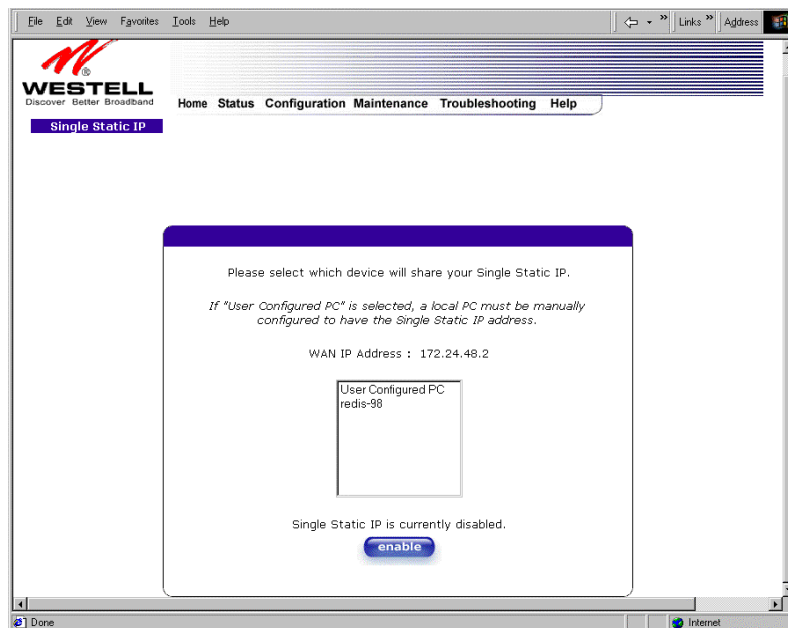 File Edit View Favorites Tools Help
» Links » Address
WESTELL®
Discover Better Broadband
Home Status Configuration Maintenance Troubleshooting Help
Single Static IP
Please select which device will share your Single Static IP.
If "User Configured PC" is selected, a local PC must be manually
configured to have the Single Static IP address.
WAN IP Address : 172.24.48.2
User Configured PC
redis-98
Single Static IP is currently disabled.
enable
Done Internet